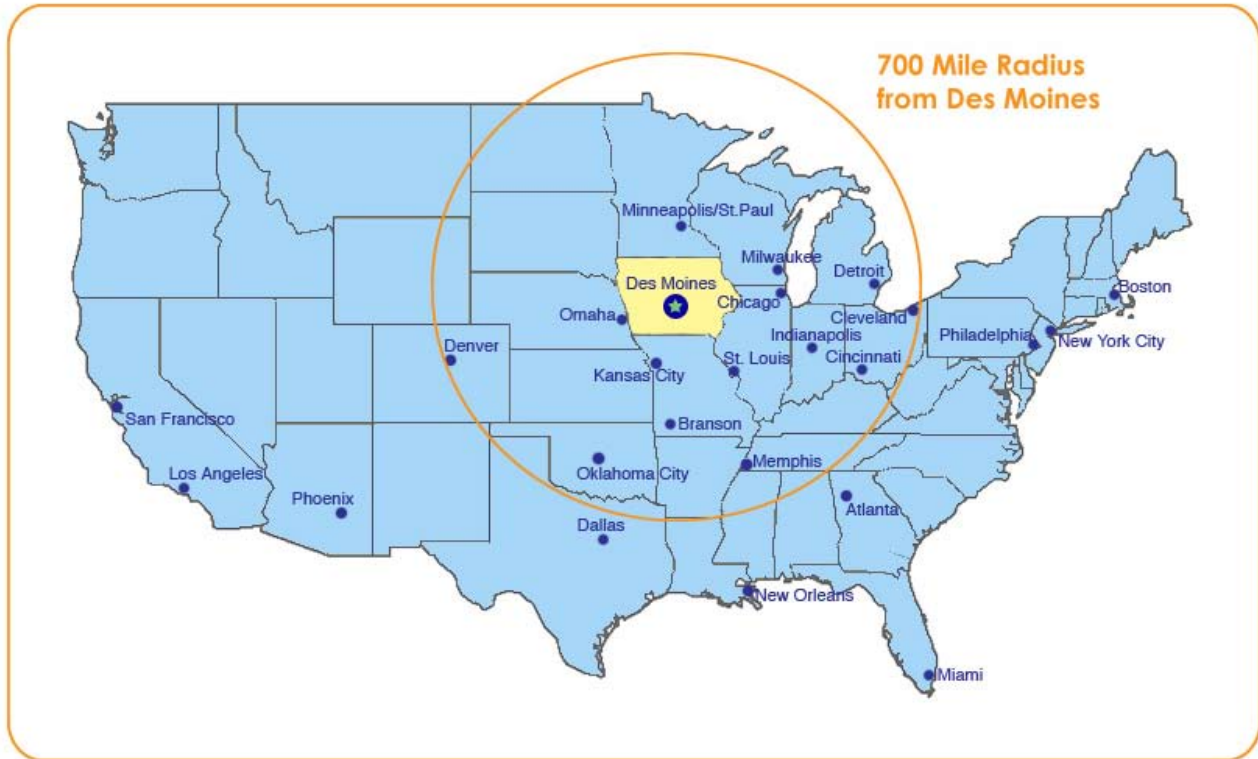 700 Mile Radius
from Des Moines
Minneapolis/St.Paul
Milwaukee
Detroit
Des Moines
Chicago
Boston
Omaha
Cleveland
Indianapolis
Philadelphia
New York City
Denver
St. Louis
Cincinnati
Kansas City
San Francisco
Branson
Oklahoma City
Memphis
Los Angeles
Phoenix
Atlanta
Dallas
New Orleans
Miami